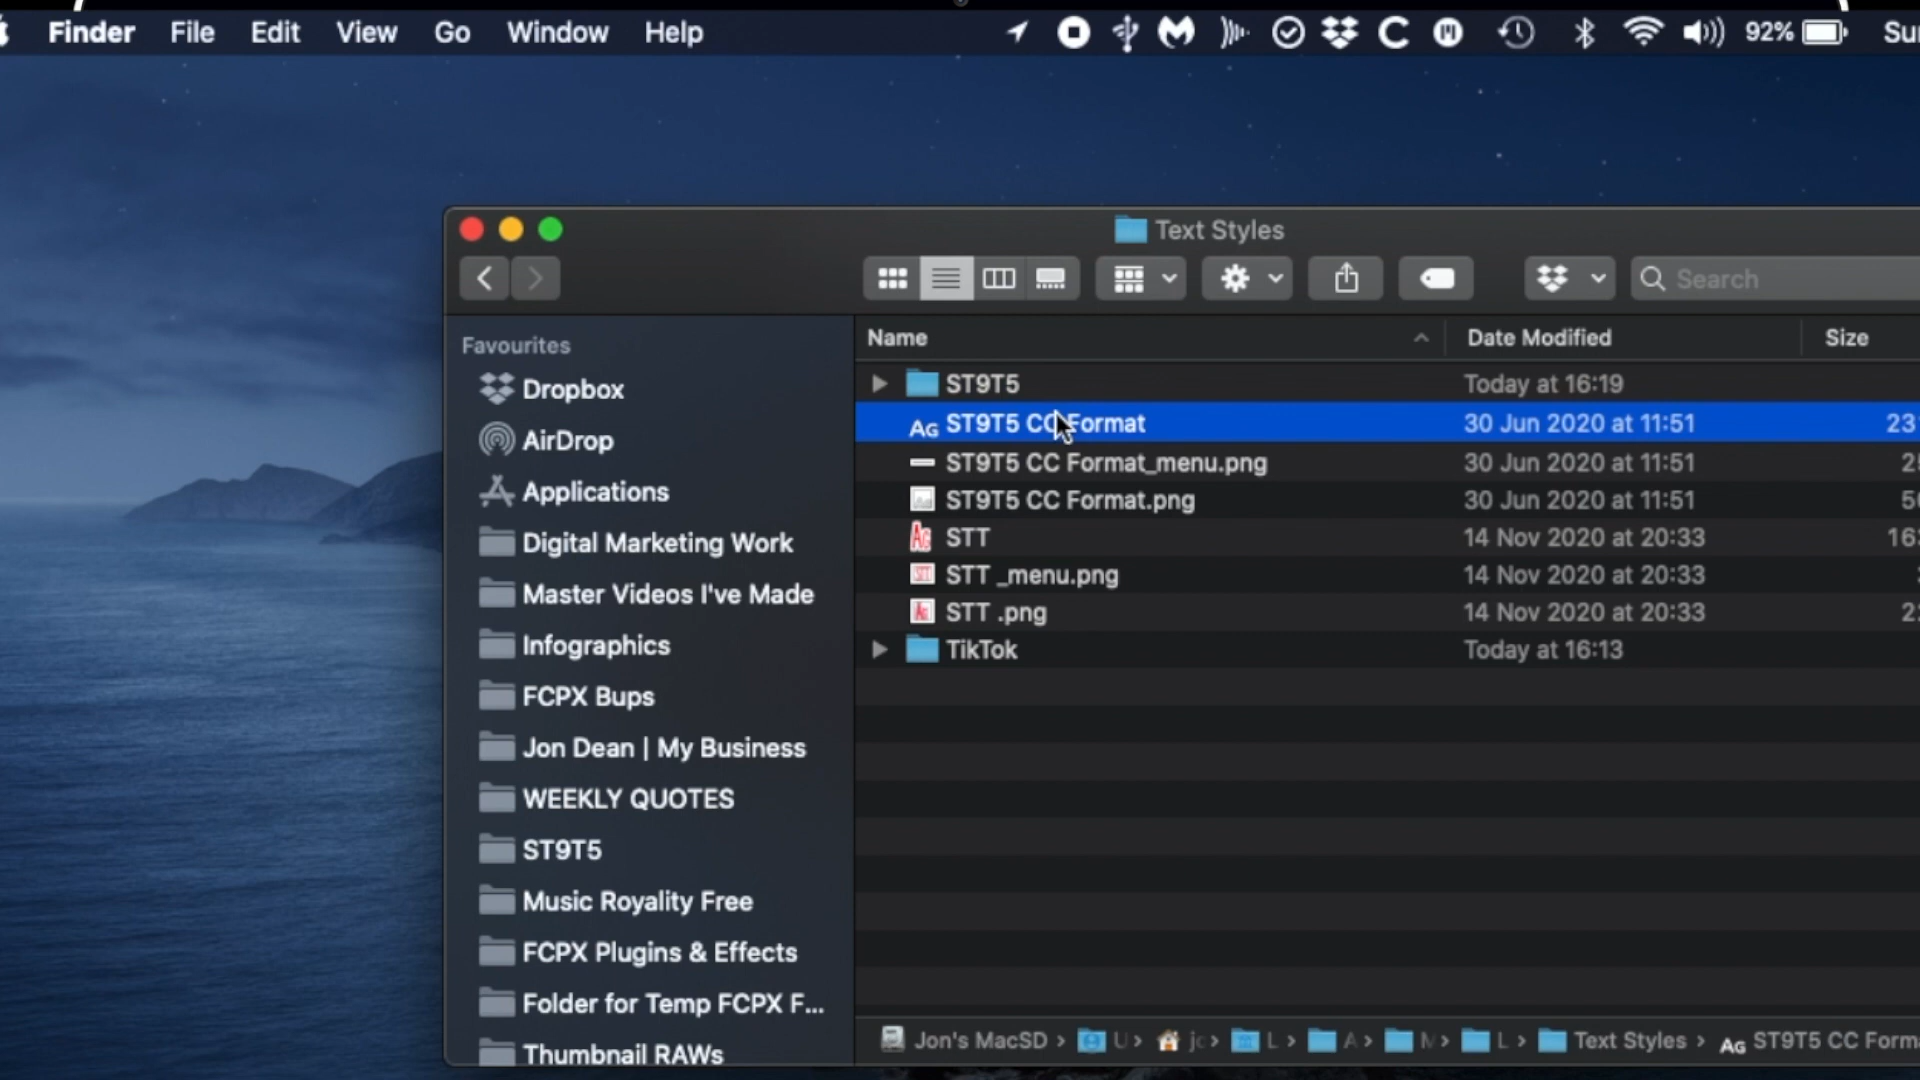 Finder File Edit View Go Window Help 92%
Text Styles
Search
Favourites
Dropbox
AirDrop
Applications
Digital Marketing Work
Master Videos I've Made
Infographics
FCPX Bups
Jon Dean | My Business
WEEKLY QUOTES
ST9T5
Music Royality Free
FCPX Plugins & Effects
Folder for Temp FCPX F...
Thumbnail RAWs
Name Date Modified Size
ST9T5 Today at 16:19
ST9T5 CC Format 30 Jun 2020 at 11:51
ST9T5 CC Format_menu.png 30 Jun 2020 at 11:51
ST9T5 CC Format.png 30 Jun 2020 at 11:51
STT 14 Nov 2020 at 20:33
STT _menu.png 14 Nov 2020 at 20:33
STT .png 14 Nov 2020 at 20:33
TikTok Today at 16:13
Jon's MacSD › U › jo › L › A › M › L › Text Styles › ST9T5 CC Forma